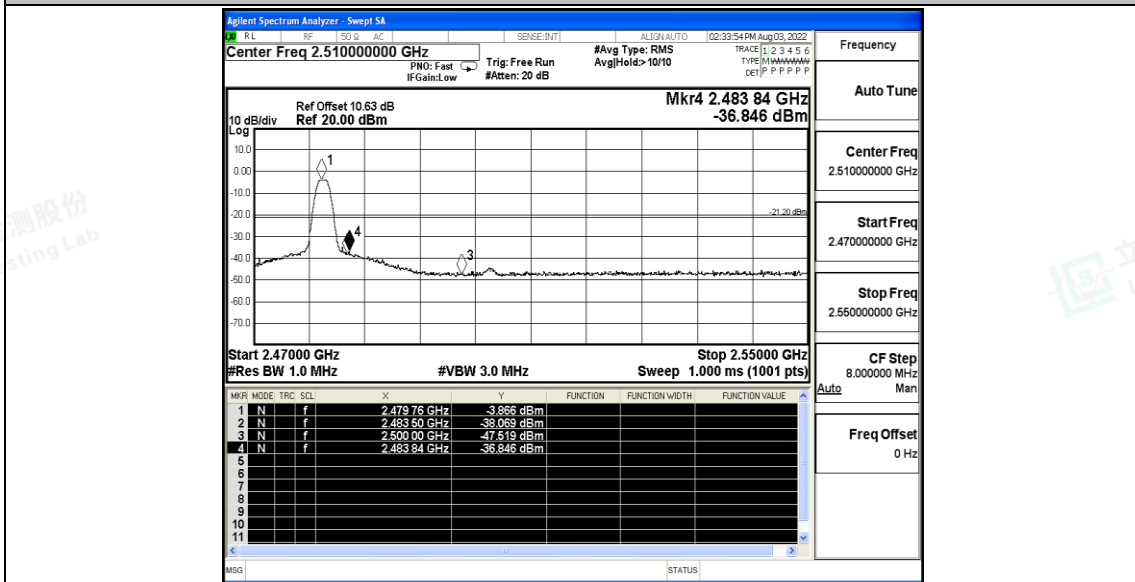 Agilent Spectrum Analyzer - Swept SA
RL RF 50 Ω AC SENSE:INT ALIGN AUTO 02:33:54 PM Aug 03, 2022
Center Freq 2.510000000 GHz
PNO: Fast
IFGain:Low
Trig: Free Run
#Atten: 20 dB
#Avg Type: RMS
Avg|Hold:>10/10
TRACE 1 2 3 4 5 6
TYPE MWWWWW
DET P P P P P P
Mkr4 2.483 84 GHz
-36.846 dBm
Ref Offset 10.63 dB
10 dB/div Ref 20.00 dBm
Log
10.0
0.00
-10.0
-20.0
-30.0
-40.0
-50.0
-60.0
-70.0
1
4
3
-21.20 dBm
Start 2.47000 GHz Stop 2.55000 GHz
#Res BW 1.0 MHz #VBW 3.0 MHz Sweep 1.000 ms (1001 pts)
MKR MODE TRC SCL X Y FUNCTION FUNCTION WIDTH FUNCTION VALUE
1 N f 2.479 76 GHz -3.866 dBm
2 N f 2.483 50 GHz -38.069 dBm
3 N f 2.500 00 GHz -47.519 dBm
4 N f 2.483 84 GHz -36.846 dBm
5
6
7
8
9
10
11
MSG STATUS
Frequency
Auto Tune
Center Freq
2.510000000 GHz
Start Freq
2.470000000 GHz
Stop Freq
2.550000000 GHz
CF Step
8.000000 MHz
Auto Man
Freq Offset
0 Hz
测股份
sting Lab
立